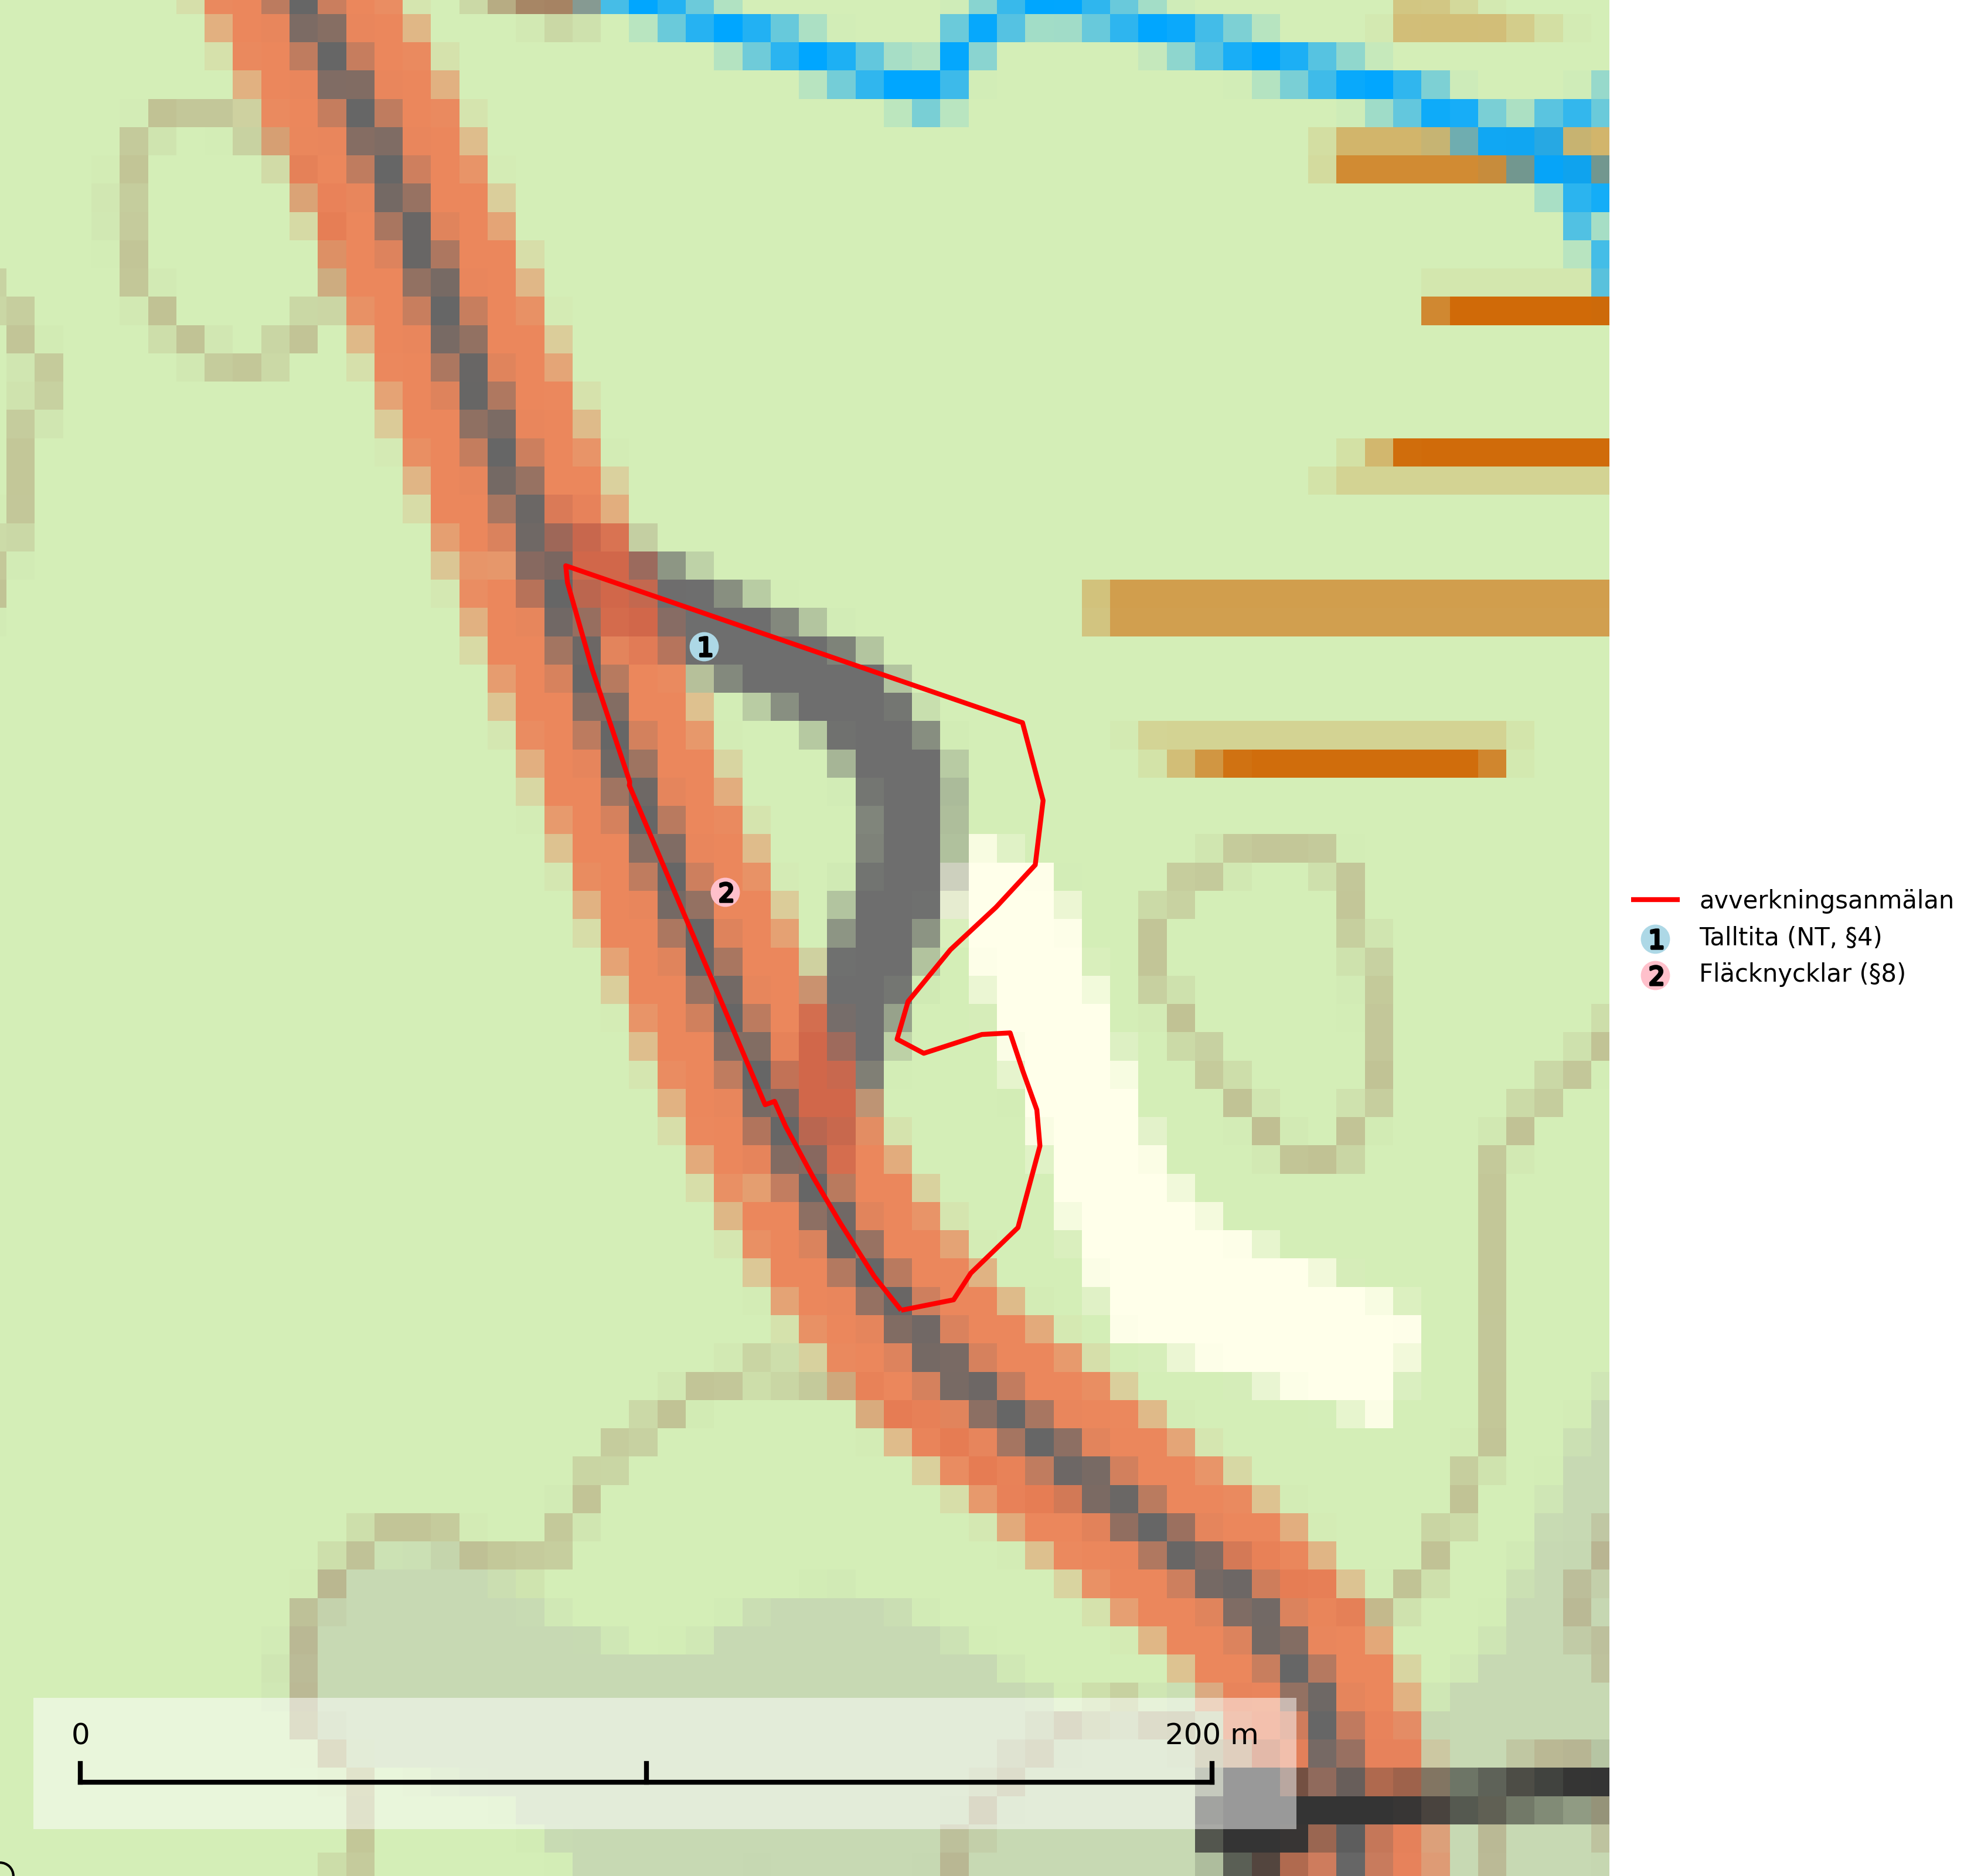 1
2
avverkningsanmälan
1 Talltita (NT, §4)
2 Fläcknycklar (§8)
0 200 m